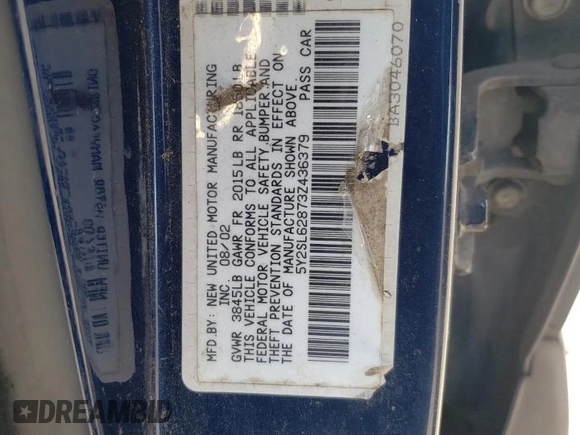 MFD.BY: NEW UNITED MOTOR MANUFACTURING
INC. 08/02
GVWR 3845LB GAWR FR 2015LB RR LB
THIS VEHICLE CONFORMS TO ALL APPLICABLE
FEDERAL MOTOR VEHICLE SAFETY, BUMPER AND
THEFT PREVENTION STANDARDS IN EFFECT ON
THE DATE OF MANUFACTURE SHOWN ABOVE
5Y2SL628732436379 PASS CAR
BA3046070
DREAMBID